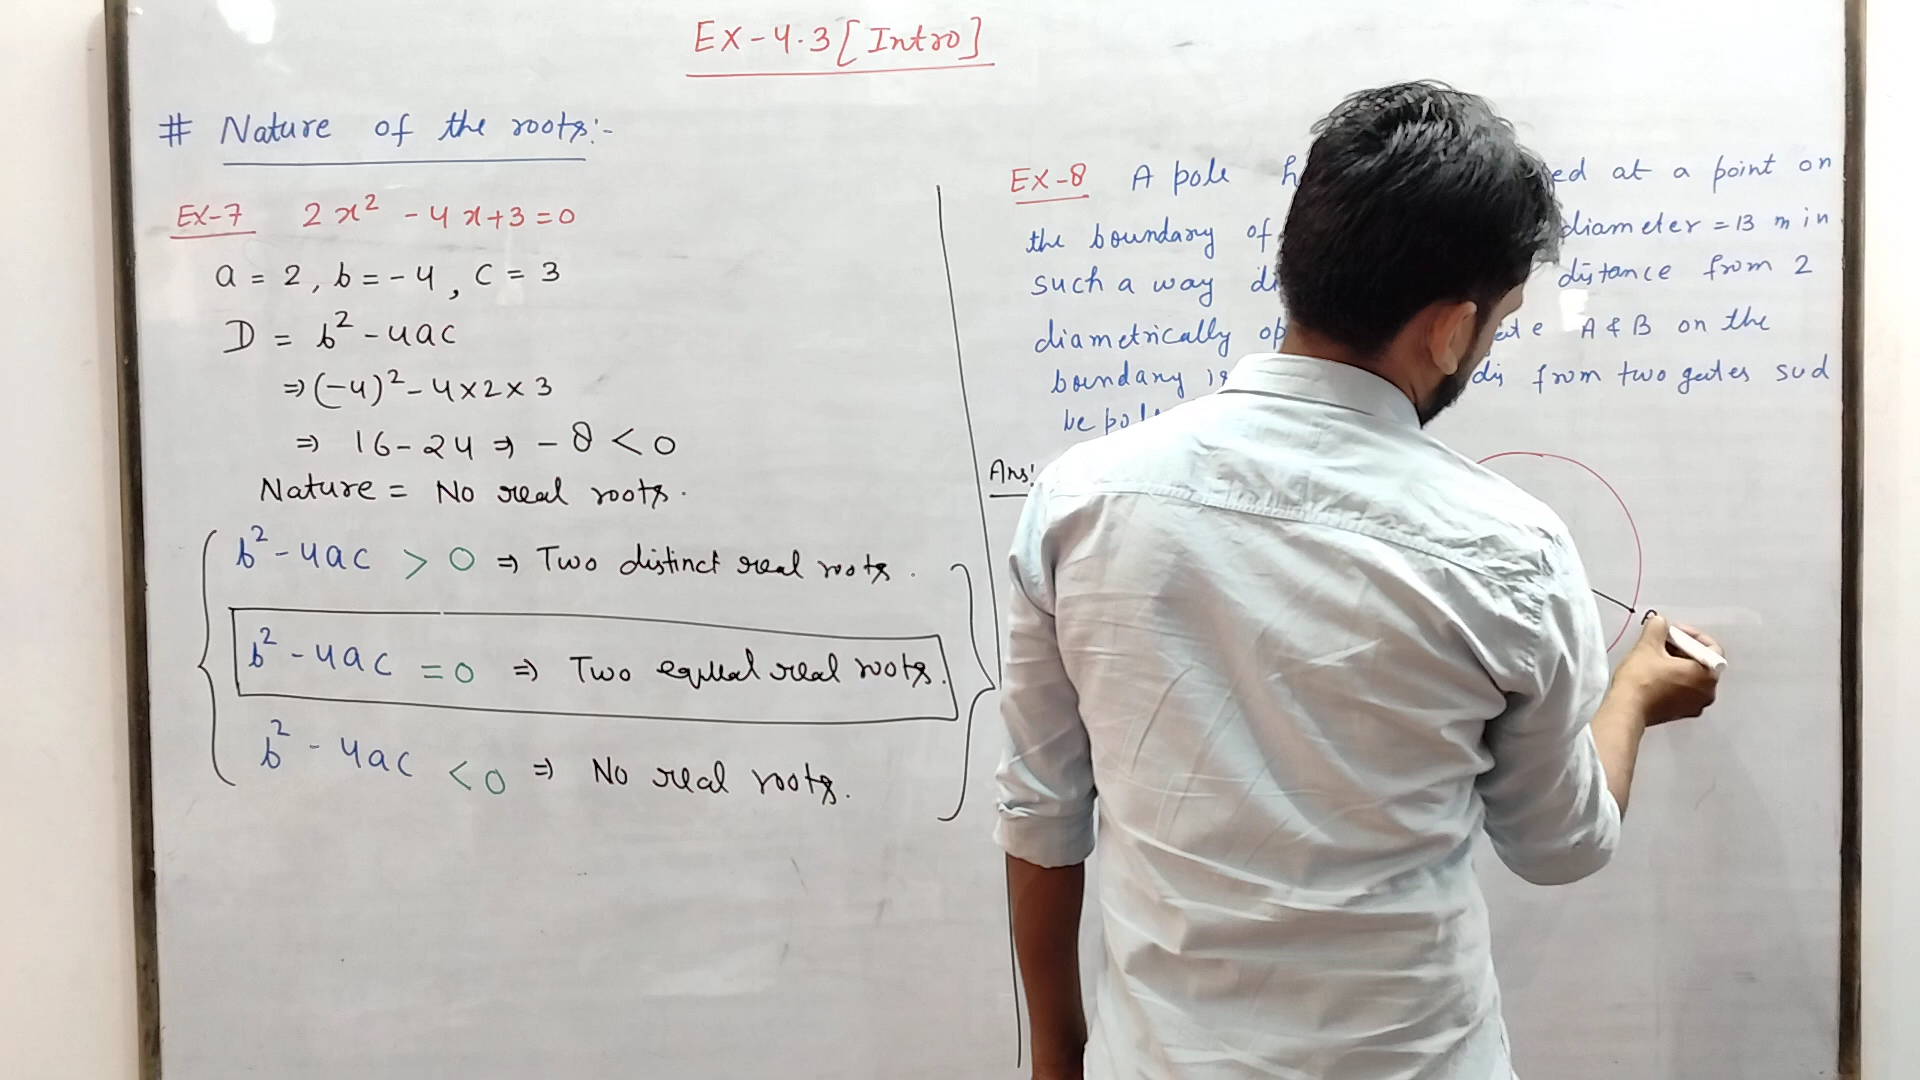 Ex-4.3 [Intro]
# Nature of the roots:-
Ex-7 2x² - 4x+3=0
a = 2, b = -4, c = 3
D = b² - 4ac
⇒ (-4)² - 4×2×3
⇒ 16-24 ⇒ -8 < 0
Nature = No real roots.
b² - 4ac > 0 ⇒ Two distinct real roots.
b² - 4ac = 0 ⇒ Two equal real roots.
b² - 4ac < 0 ⇒ No real roots.
Ex-8 A pole at a point on
the boundary of diameter = 13 m in
such a way distance from 2
diametrically A & B on the
boundary from two gates
be
Ans: